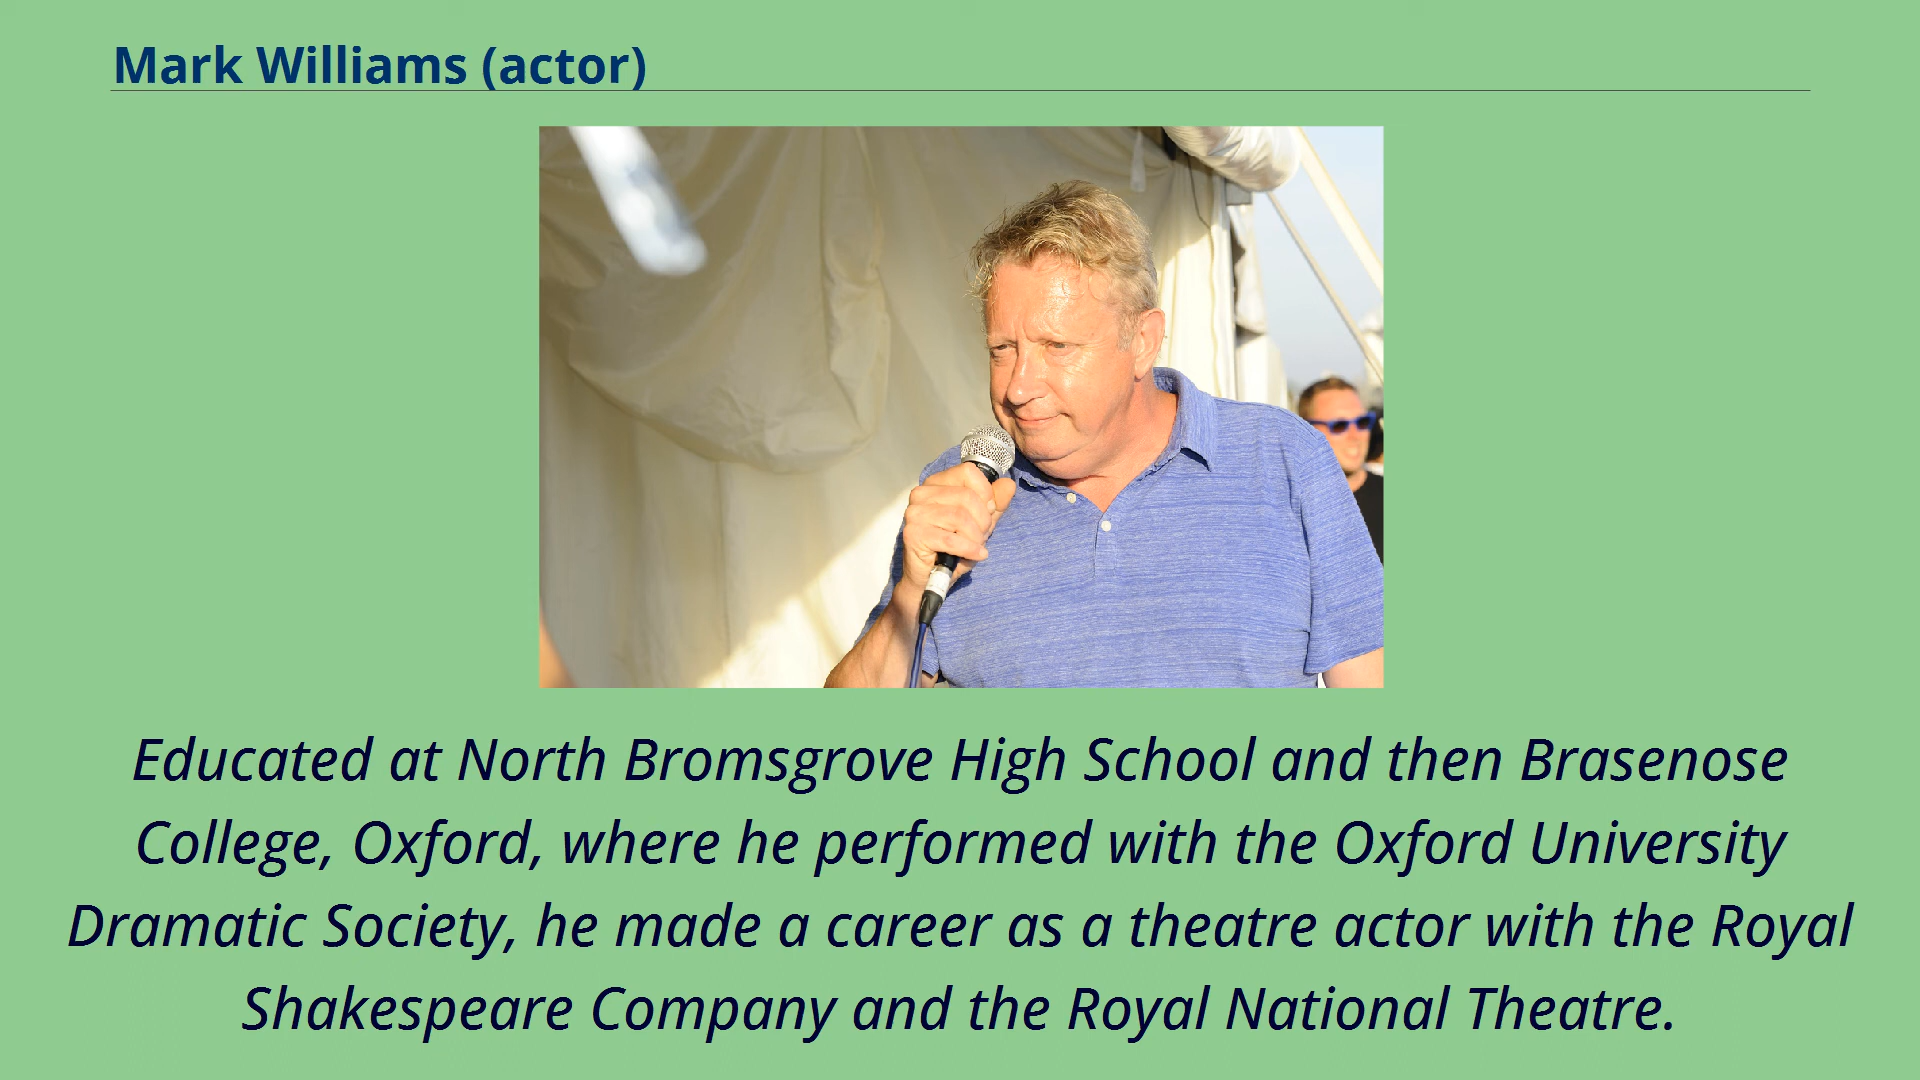 Mark Williams (actor)
Educated at North Bromsgrove High School and then Brasenose
College, Oxford, where he performed with the Oxford University
Dramatic Society, he made a career as a theatre actor with the Royal
Shakespeare Company and the Royal National Theatre.